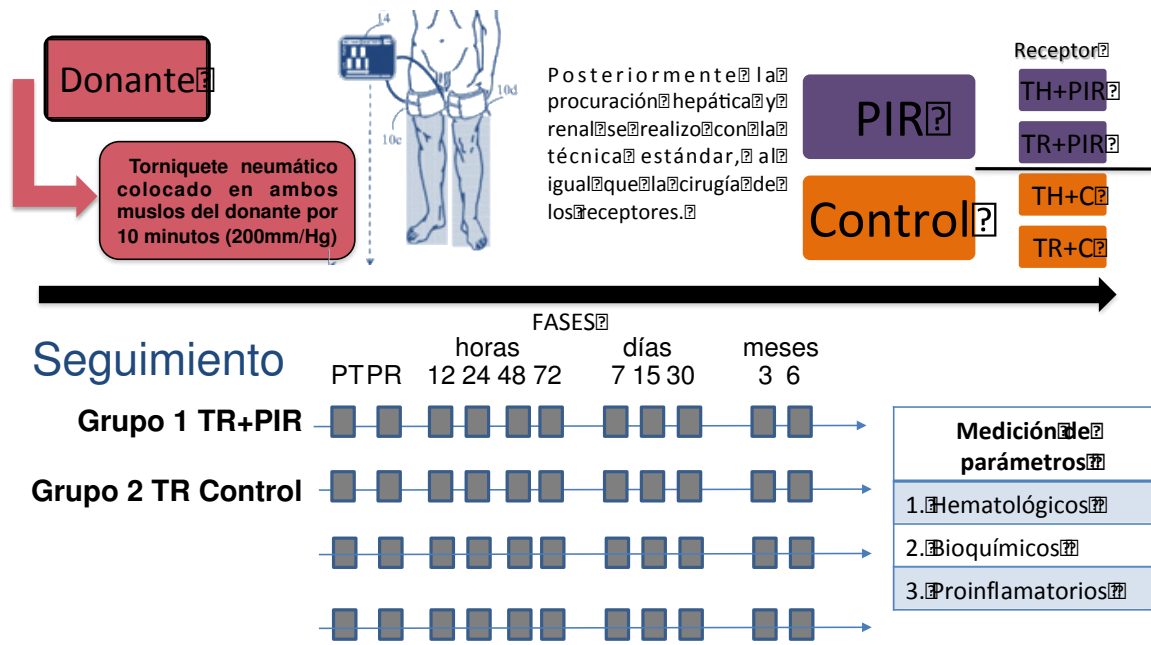 Donante
Torniquete neumático
colocado en ambos
muslos del donante por
10 minutos (200mm/Hg)
14
10d
10c
Posteriormente la
procuración hepática y
renal se realizo con la
técnica estándar, al
igual que la cirugía de
los receptores.
PIR
Control
Receptor
TH+PIR
TR+PIR
TH+C
TR+C
FASES
Seguimiento
horas
días
meses
PT PR 12 24 48 72 7 15 30 3 6
Grupo 1 TR+PIR
Grupo 2 TR Control
Medición de
parámetros
1. Hematológicos
2. Bioquímicos
3. Proinflamatorios